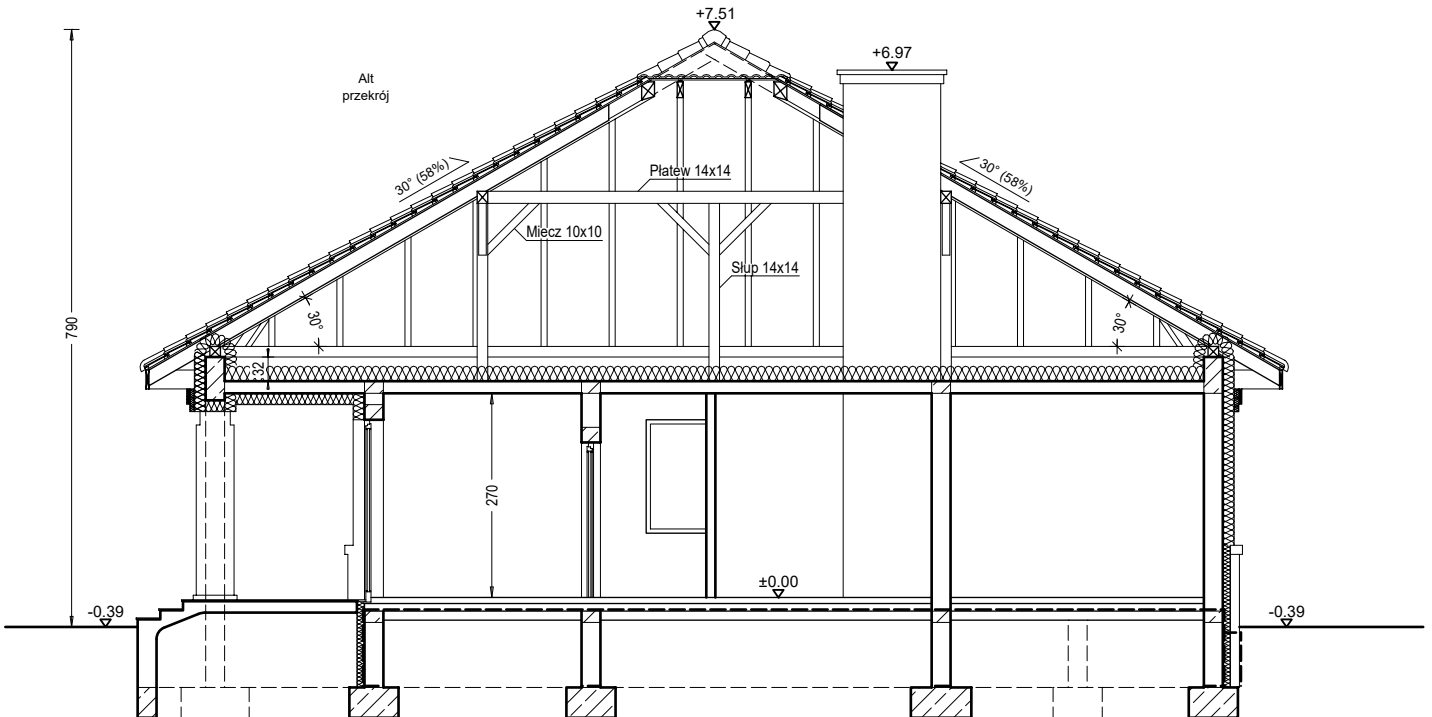 +7.51
+6.97
Alt
przekrój
30° (58%)
30° (58%)
Płatew 14x14
Miecz 10x10
Słup 14x14
30°
30°
790
32
270
±0.00
-0.39
-0.39